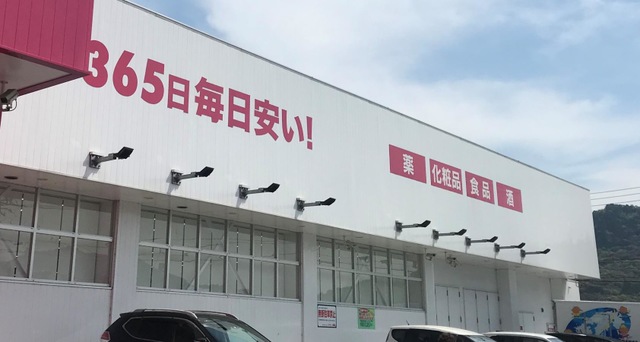 365日毎日安い!
薬 化粧品 食品 酒